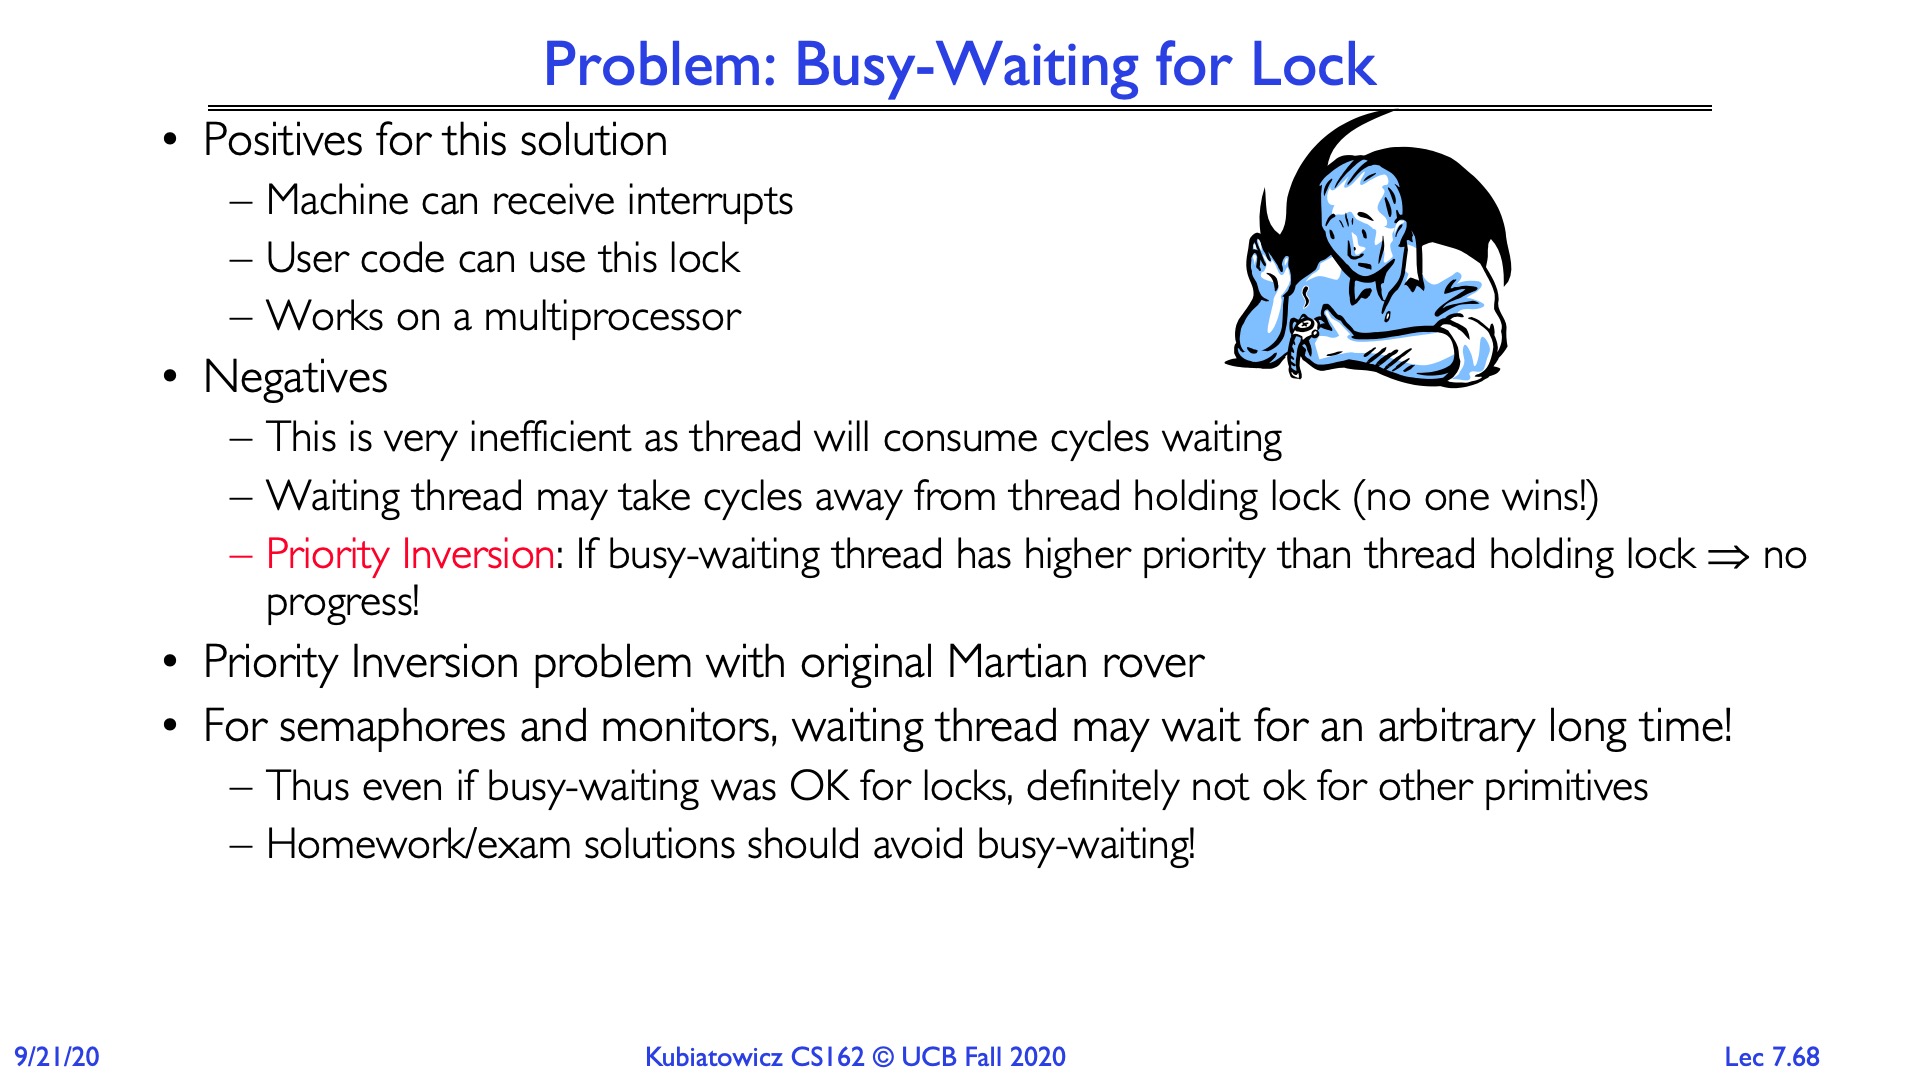 Problem: Busy-Waiting for Lock
• Positives for this solution
– Machine can receive interrupts
– User code can use this lock
– Works on a multiprocessor
• Negatives
– This is very inefficient as thread will consume cycles waiting
– Waiting thread may take cycles away from thread holding lock (no one wins!)
– Priority Inversion: If busy-waiting thread has higher priority than thread holding lock ⇒ no
progress!
• Priority Inversion problem with original Martian rover
• For semaphores and monitors, waiting thread may wait for an arbitrary long time!
– Thus even if busy-waiting was OK for locks, definitely not ok for other primitives
– Homework/exam solutions should avoid busy-waiting!
9/21/20
Kubiatowicz CS162 © UCB Fall 2020
Lec 7.68